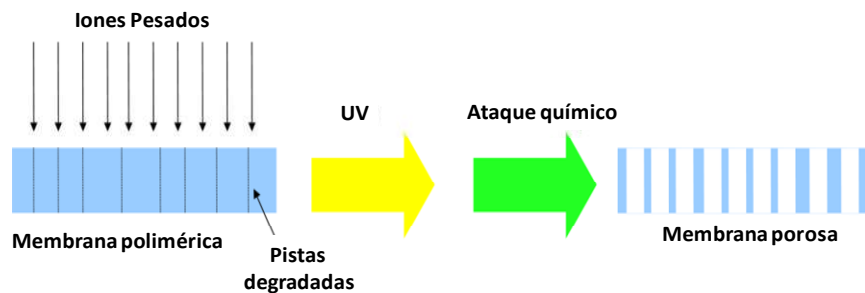 Iones Pesados
UV
Ataque químico
Membrana polimérica
Pistas
degradadas
Membrana porosa